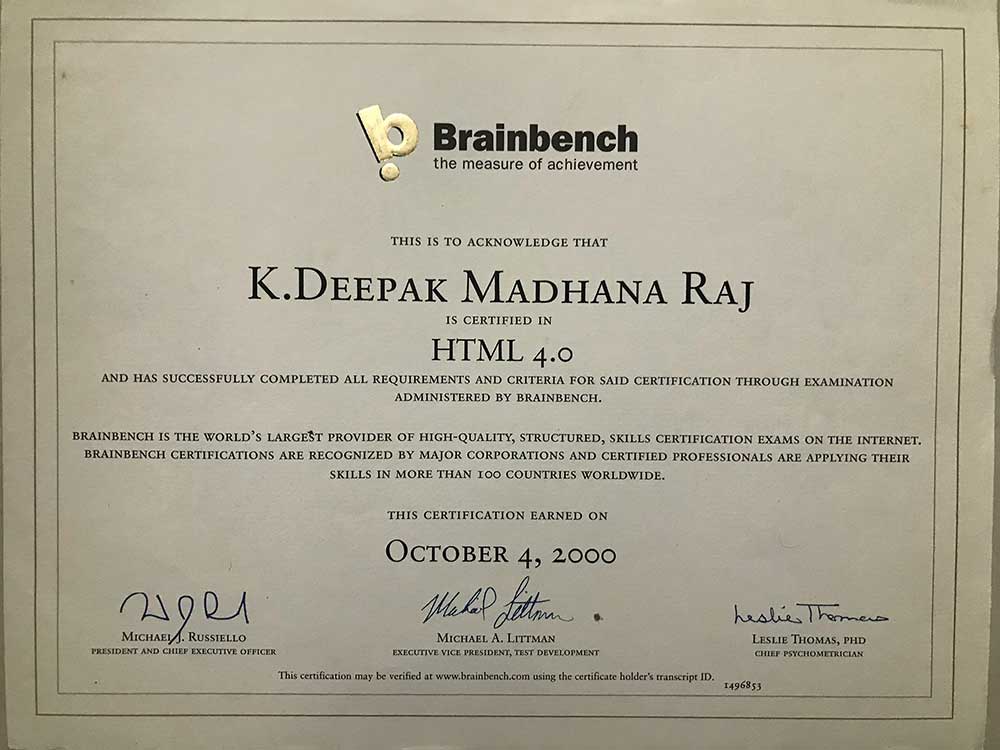 Brainbench
the measure of achievement
THIS IS TO ACKNOWLEDGE THAT
K.DEEPAK MADHANA RAJ
IS CERTIFIED IN
HTML 4.0
AND HAS SUCCESSFULLY COMPLETED ALL REQUIREMENTS AND CRITERIA FOR SAID CERTIFICATION THROUGH EXAMINATION
ADMINISTERED BY BRAINBENCH.
BRAINBENCH IS THE WORLD'S LARGEST PROVIDER OF HIGH-QUALITY, STRUCTURED, SKILLS CERTIFICATION EXAMS ON THE INTERNET.
BRAINBENCH CERTIFICATIONS ARE RECOGNIZED BY MAJOR CORPORATIONS AND CERTIFIED PROFESSIONALS ARE APPLYING THEIR
SKILLS IN MORE THAN 100 COUNTRIES WORLDWIDE.
THIS CERTIFICATION EARNED ON
OCTOBER 4, 2000
Michael Littman
Leslie Thomas
MICHAEL J. RUSSIELLO
PRESIDENT AND CHIEF EXECUTIVE OFFICER
MICHAEL A. LITTMAN
EXECUTIVE VICE PRESIDENT, TEST DEVELOPMENT
LESLIE THOMAS, PHD
CHIEF PSYCHOMETRICIAN
This certification may be verified at www.brainbench.com using the certificate holder's transcript ID.
1496853